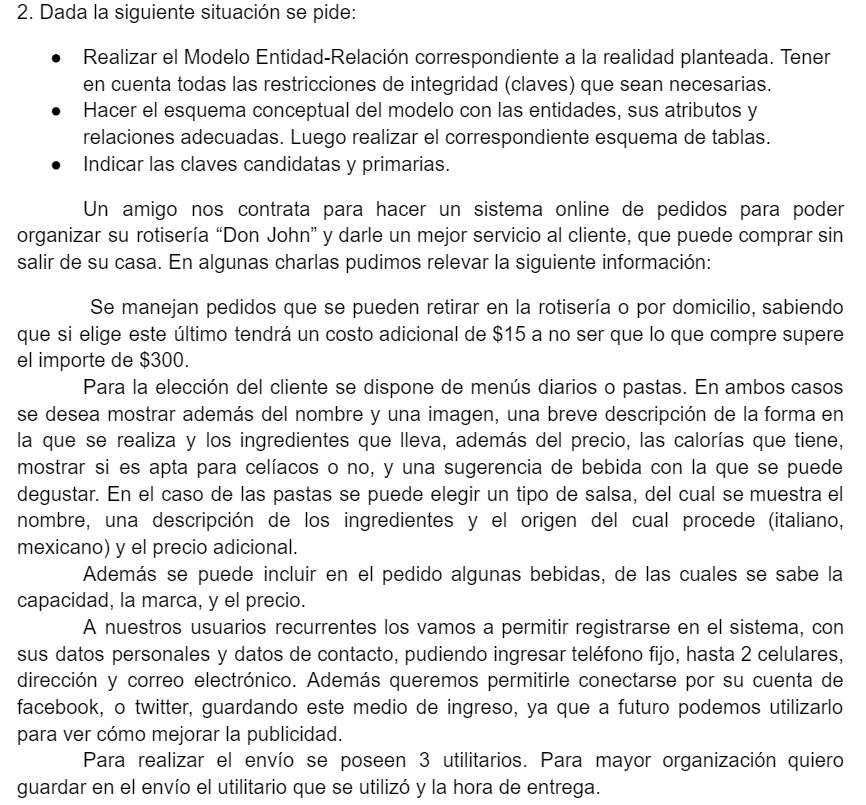 2. Dada la siguiente situación se pide:
● Realizar el Modelo Entidad-Relación correspondiente a la realidad planteada. Tener
en cuenta todas las restricciones de integridad (claves) que sean necesarias.
● Hacer el esquema conceptual del modelo con las entidades, sus atributos y
relaciones adecuadas. Luego realizar el correspondiente esquema de tablas.
● Indicar las claves candidatas y primarias.
Un amigo nos contrata para hacer un sistema online de pedidos para poder
organizar su rotisería “Don John” y darle un mejor servicio al cliente, que puede comprar sin
salir de su casa. En algunas charlas pudimos relevar la siguiente información:
Se manejan pedidos que se pueden retirar en la rotisería o por domicilio, sabiendo
que si elige este último tendrá un costo adicional de $15 a no ser que lo que compre supere
el importe de $300.
Para la elección del cliente se dispone de menús diarios o pastas. En ambos casos
se desea mostrar además del nombre y una imagen, una breve descripción de la forma en
la que se realiza y los ingredientes que lleva, además del precio, las calorías que tiene,
mostrar si es apta para celíacos o no, y una sugerencia de bebida con la que se puede
degustar. En el caso de las pastas se puede elegir un tipo de salsa, del cual se muestra el
nombre, una descripción de los ingredientes y el origen del cual procede (italiano,
mexicano) y el precio adicional.
Además se puede incluir en el pedido algunas bebidas, de las cuales se sabe la
capacidad, la marca, y el precio.
A nuestros usuarios recurrentes los vamos a permitir registrarse en el sistema, con
sus datos personales y datos de contacto, pudiendo ingresar teléfono fijo, hasta 2 celulares,
dirección y correo electrónico. Además queremos permitirle conectarse por su cuenta de
facebook, o twitter, guardando este medio de ingreso, ya que a futuro podemos utilizarlo
para ver cómo mejorar la publicidad.
Para realizar el envío se poseen 3 utilitarios. Para mayor organización quiero
guardar en el envío el utilitario que se utilizó y la hora de entrega.